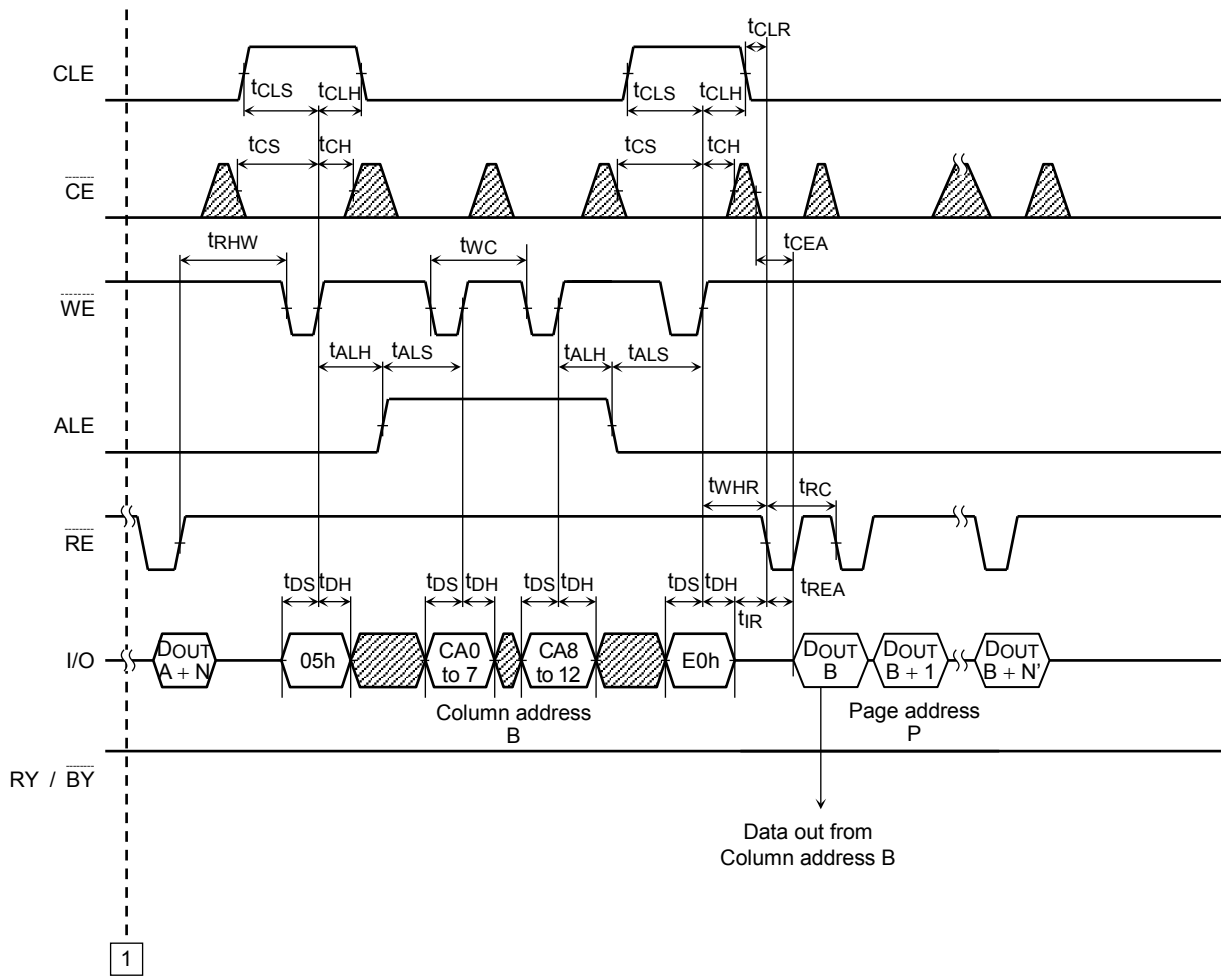 tCLR
CLE
tCLS tCLH tCLS tCLH
tCS tCH tCS tCH
CE
tRHW tWC tCEA
WE
tALH tALS tALH tALS
ALE
tWHR tRC
RE
tDS tDH tDS tDH tDS tDH tDS tDH tREA
tIR
I/O
DOUT
A + N
05h
CA0
to 7
CA8
to 12
E0h
DOUT
B
DOUT
B + 1
DOUT
B + N’
Column address
B
Page address
P
RY / BY
Data out from
Column address B
1